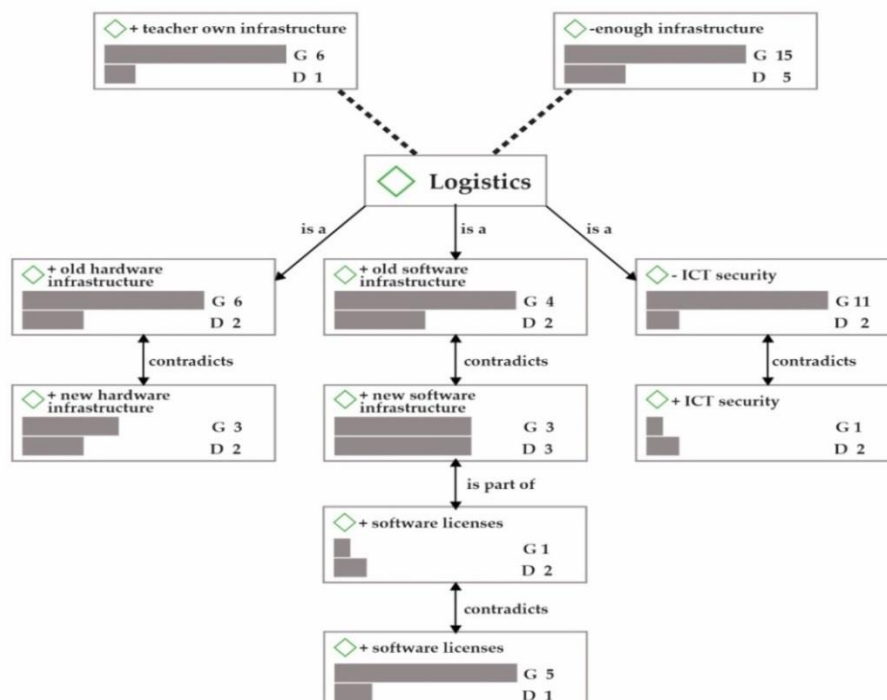 + teacher own infrastructure
G 6
D 1
-enough infrastructure
G 15
D 5
Logistics
is a
is a
is a
+ old hardware
infrastructure
G 6
D 2
+ old software
infrastructure
G 4
D 2
- ICT security
G 11
D 2
contradicts
contradicts
contradicts
+ new hardware
infrastructure
G 3
D 2
+ new software
infrastructure
G 3
D 3
+ ICT security
G 1
D 2
is part of
+ software licenses
G 1
D 2
contradicts
+ software licenses
G 5
D 1